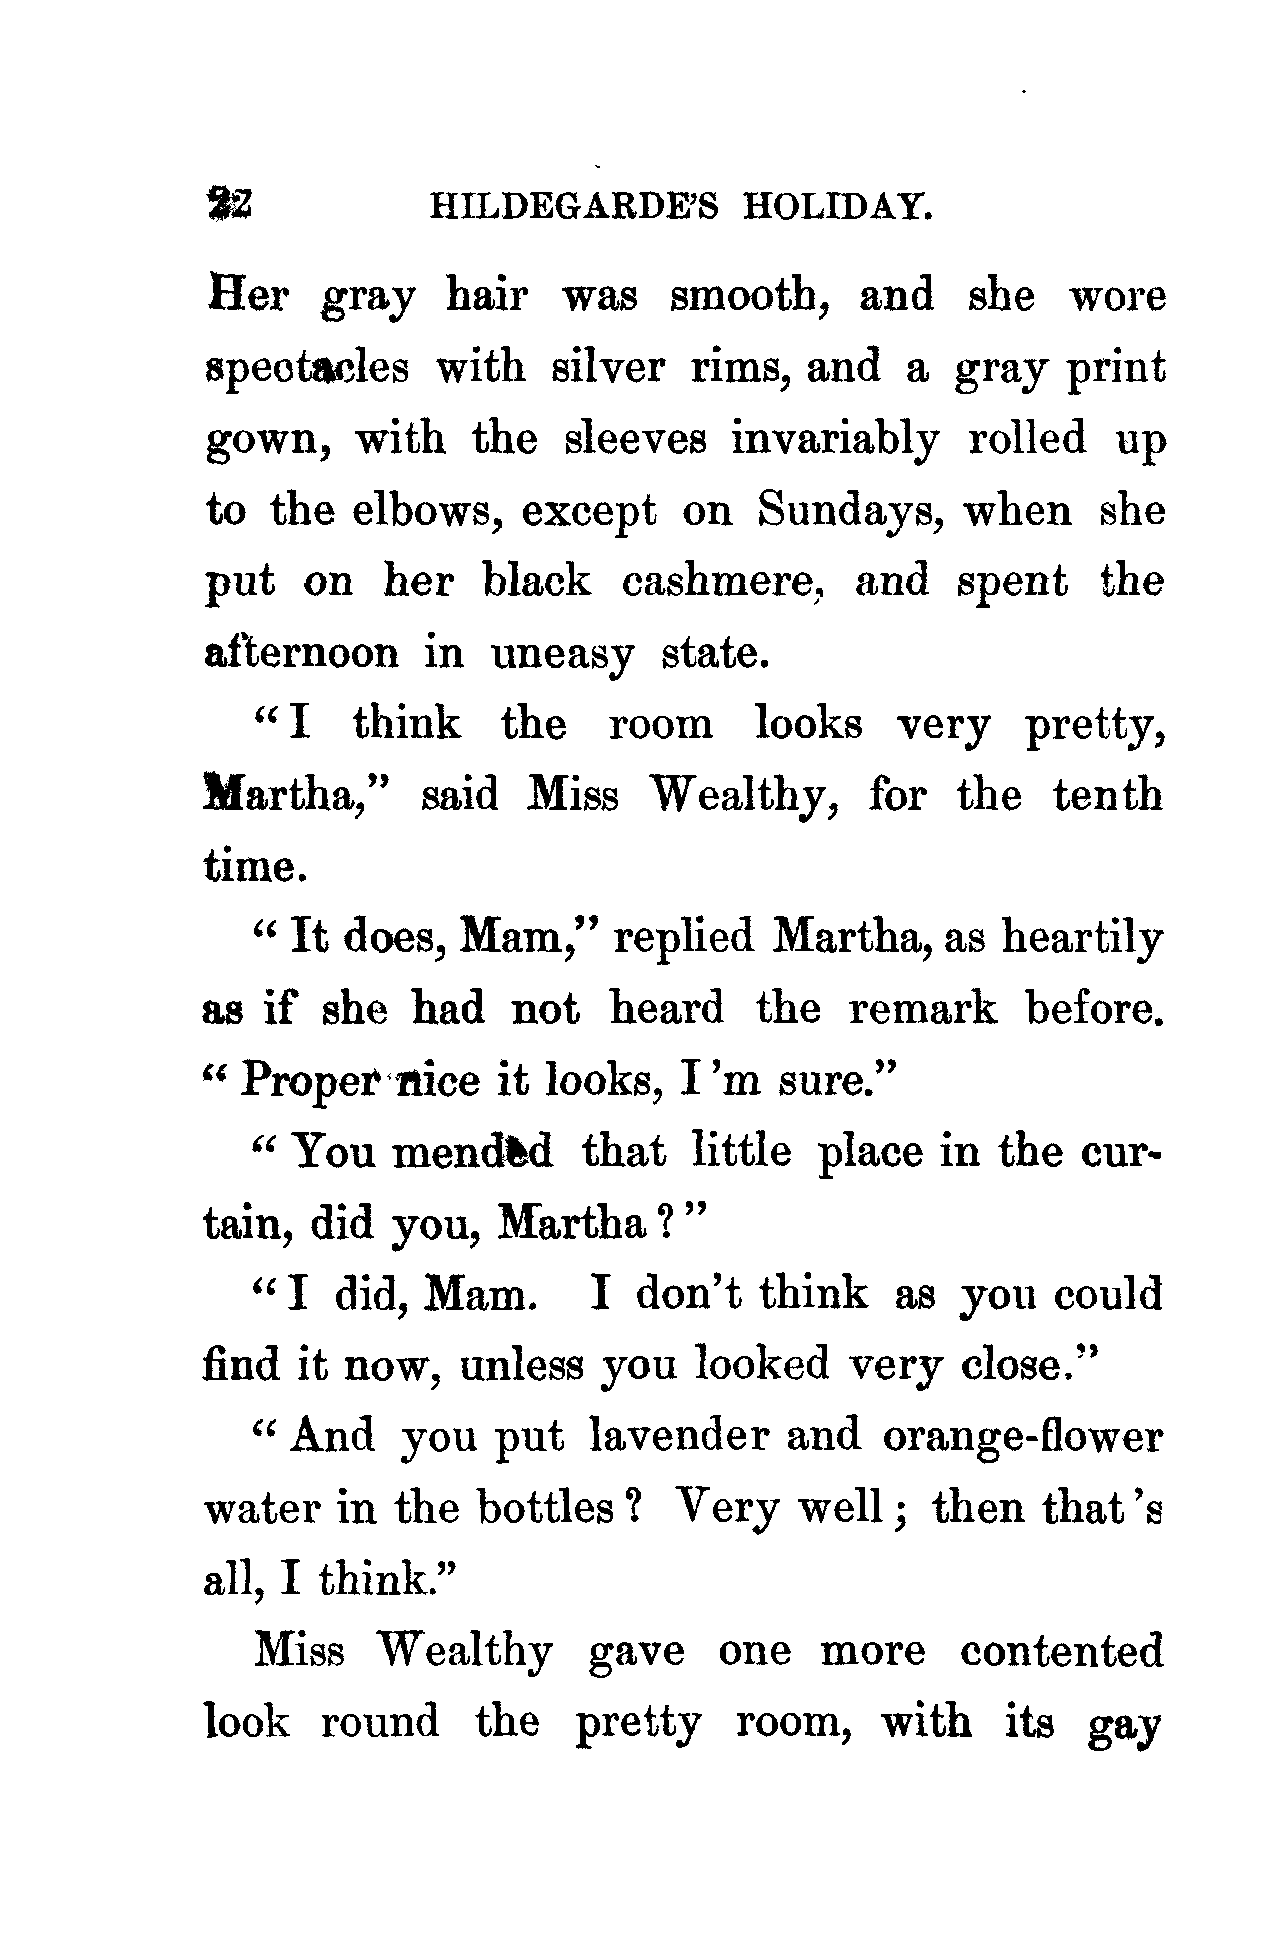 22 HILDEGARDE'S HOLIDAY.
Her gray hair was smooth, and she wore
spectacles with silver rims, and a gray print
gown, with the sleeves invariably rolled up
to the elbows, except on Sundays, when she
put on her black cashmere, and spent the
afternoon in uneasy state.
"I think the room looks very pretty,
Martha," said Miss Wealthy, for the tenth
time.
"It does, Mam," replied Martha, as heartily
as if she had not heard the remark before.
"Proper nice it looks, I'm sure."
"You mended that little place in the cur-
tain, did you, Martha?"
"I did, Mam. I don't think as you could
find it now, unless you looked very close."
"And you put lavender and orange-flower
water in the bottles? Very well; then that's
all, I think."
Miss Wealthy gave one more contented
look round the pretty room, with its gay